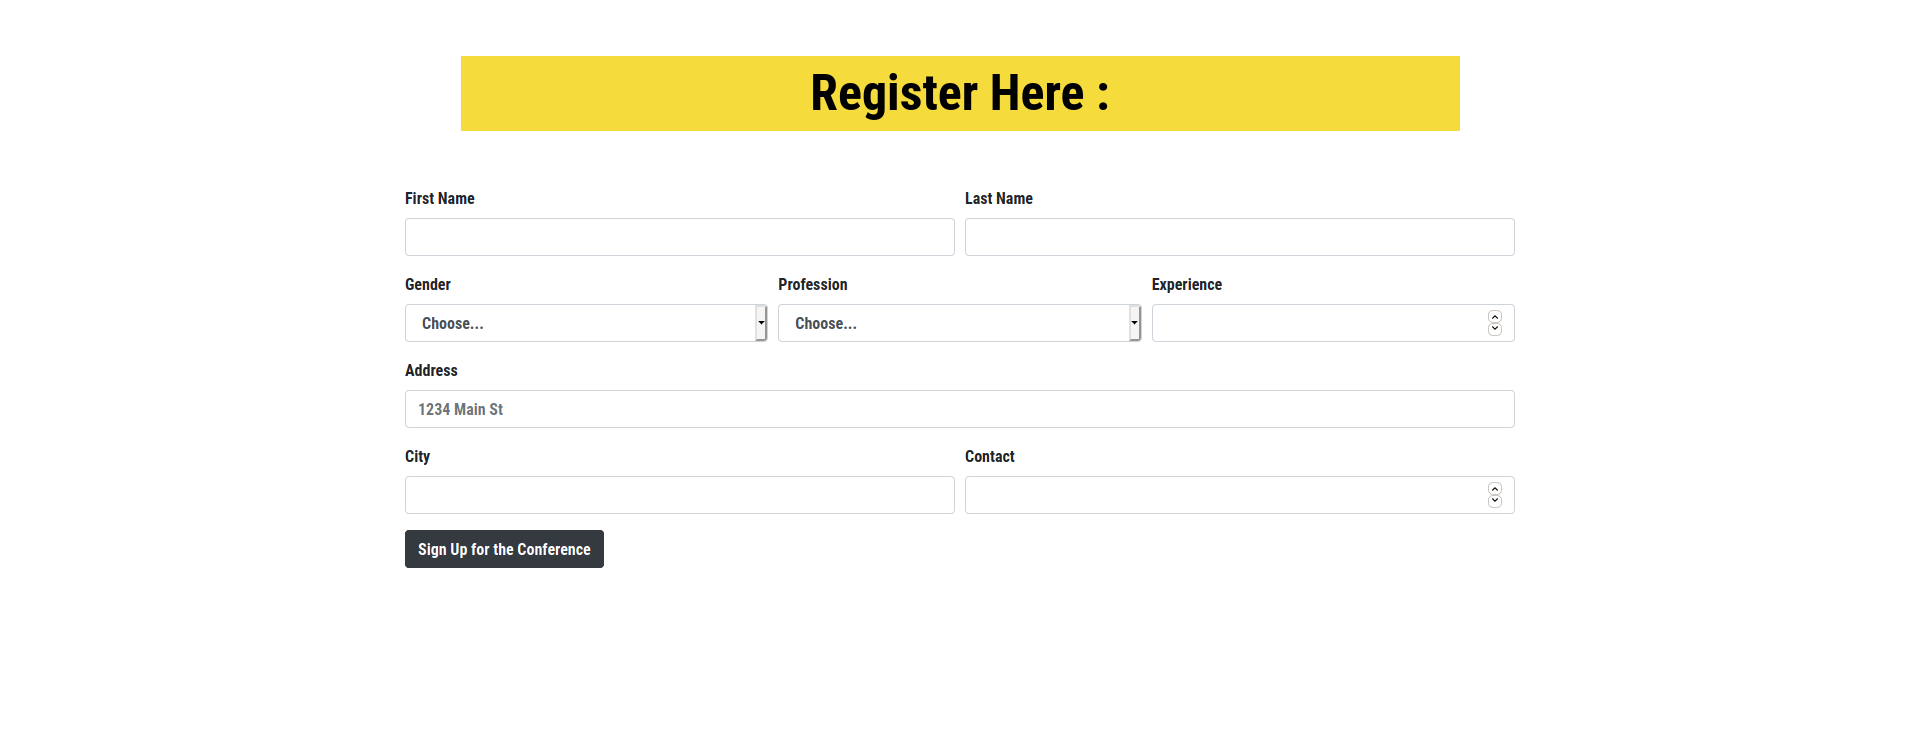 Register Here :
First Name Last Name
Gender Profession Experience
Choose... Choose...
Address
1234 Main St
City Contact
Sign Up for the Conference